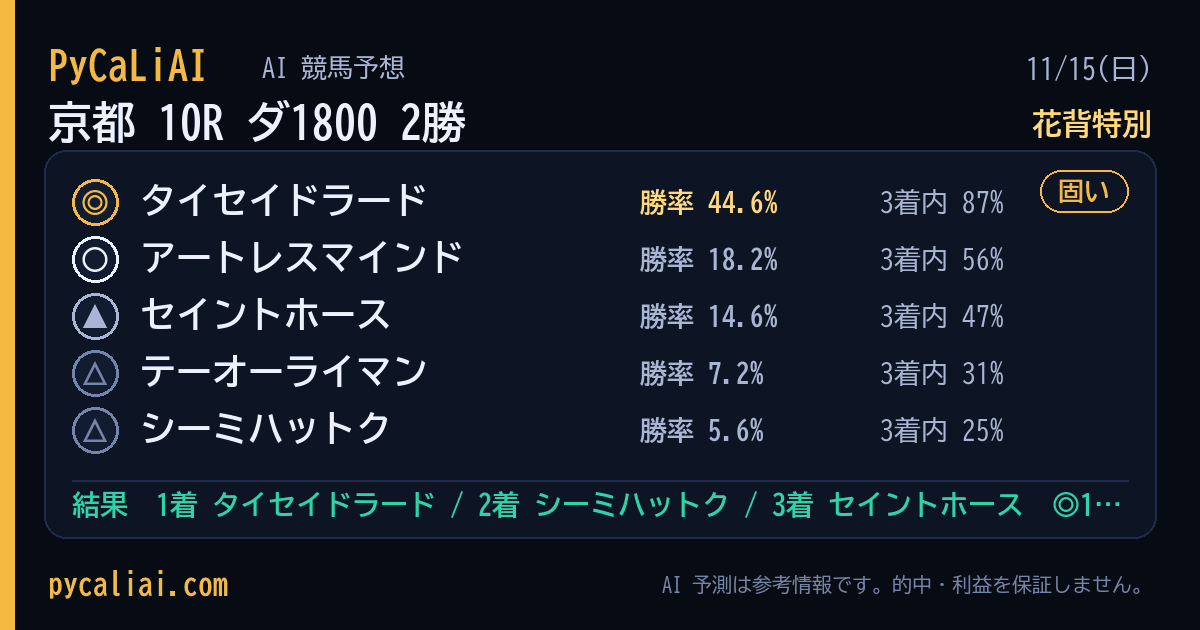 PyCaLiAI AI 競馬予想 11/15(日)
京都 10R ダ1800 2勝 花背特別
◎ タイセイドラード 勝率 44.6% 3着内 87% 固い
○ アートレスマインド 勝率 18.2% 3着内 56%
▲ セイントホース 勝率 14.6% 3着内 47%
△ テーオーライマン 勝率 7.2% 3着内 31%
△ シーミハットク 勝率 5.6% 3着内 25%
結果 1着 タイセイドラード / 2着 シーミハットク / 3着 セイントホース ◎1…
pycaliai.com AI 予測は参考情報です。的中・利益を保証しません。